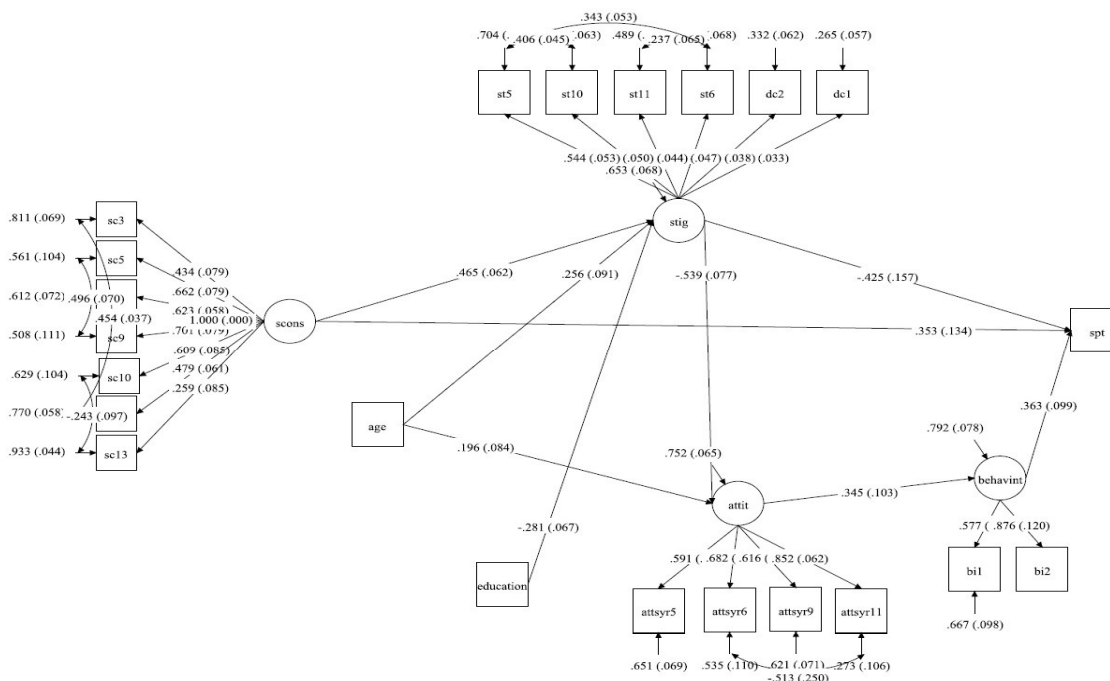 .343 (.053)
.704 (. .406 (.045) .063) .489 (. .237 (.065) .068) .332 (.062) .265 (.057)
st5 st10 st11 st6 dc2 dc1
.544 (.053) (.050) (.044) (.047) (.038) (.033)
.653 (.068)
stig
.811 (.069) sc3
.561 (.104) sc5
.434 (.079)
.465 (.062)
.256 (.091)
-.539 (.077)
-.425 (.157)
.662 (.079)
.612 (.072) .496 (.070)
.623 (.058)
.454 (.037)
1.000 (.000)
scons
.508 (.111) sc9
.761 (.079)
.353 (.134)
spt
.609 (.085)
.629 (.104) sc10
.479 (.061)
.259 (.085)
.770 (.058) -.243 (.097)
.933 (.044) sc13
age
.363 (.099)
.196 (.084)
.752 (.065)
.792 (.078)
behavint
attit
.345 (.103)
-.281 (.067)
.577 ( .876 (.120)
education
.591 (. .682 (. .616 (. .852 (.062)
bi1 bi2
attsyr5 attsyr6 attsyr9 attsyr11
.667 (.098)
.651 (.069) .535 (.110) .621 (.071) .273 (.106)
-.513 (.250)